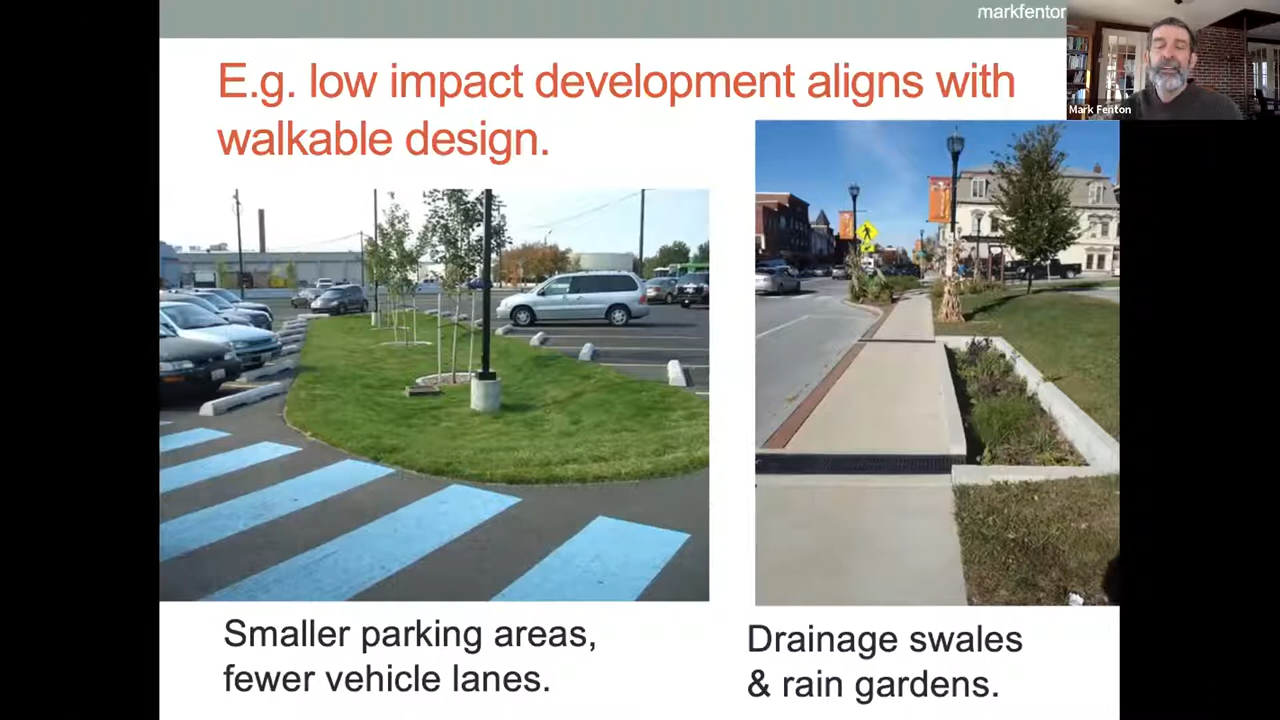 markfentor
E.g. low impact development aligns with
walkable design.
Mark Fenton
Smaller parking areas,
fewer vehicle lanes.
Drainage swales
& rain gardens.